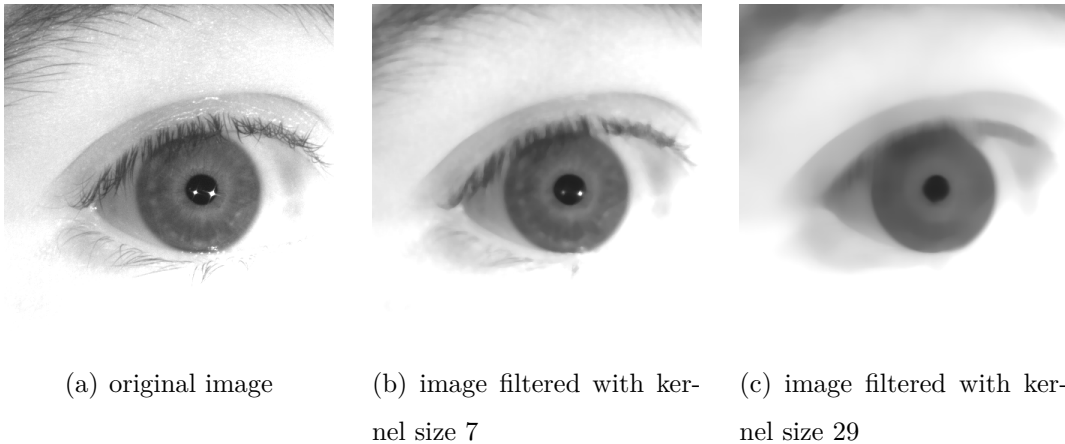 (a) original image
(b) image filtered with ker-
nel size 7
(c) image filtered with ker-
nel size 29